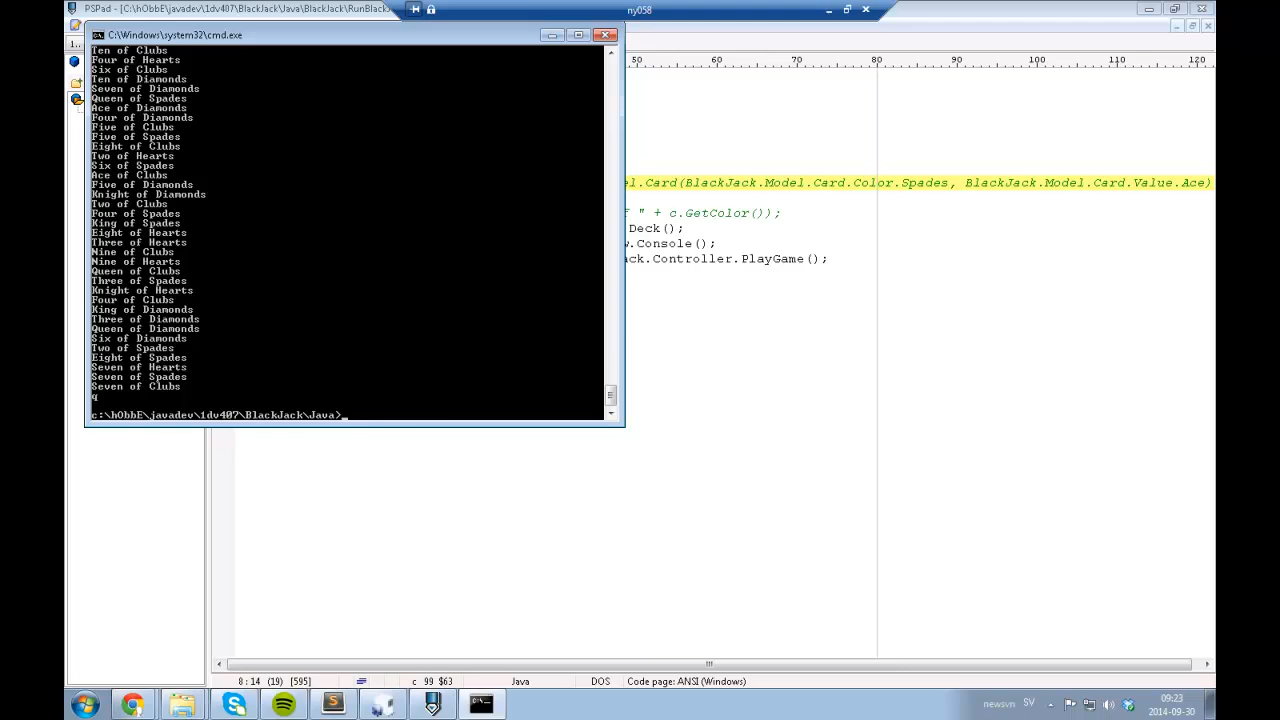 PSPad - [C:\hObbE\javadev\1dv407\BlackJack\Java\BlackJack\RunBlack
ny058
C:\Windows\system32\cmd.exe
1..
50 60 70 80 90 100 110 120
Ten of Clubs
Four of Hearts
Six of Clubs
Ten of Diamonds
Seven of Diamonds
Queen of Spades
Ace of Diamonds
Four of Diamonds
Five of Clubs
Five of Spades
Eight of Clubs
Two of Hearts
Six of Spades
Ace of Clubs
Five of Diamonds
Knight of Diamonds
Two of Clubs
Four of Spades
King of Spades
Eight of Hearts
Three of Hearts
Nine of Clubs
Nine of Hearts
Queen of Clubs
Three of Spades
Knight of Hearts
Four of Clubs
King of Diamonds
Three of Diamonds
Queen of Diamonds
Six of Diamonds
Two of Spades
Eight of Spades
Seven of Hearts
Seven of Spades
Seven of Clubs
q
c:\hObbE\javadev\1dv407\BlackJack\Java>_
el.Card(BlackJack.Model.Card.Color.Spades, BlackJack.Model.Card.Value.Ace)
f " + c.GetColor());
Deck();
w.Console();
ack.Controller.PlayGame();
8 : 14 (19) [595]
c 99 $63
Java
DOS
Code page: ANSI (Windows)
newsvn
SV
09:23
2014-09-30